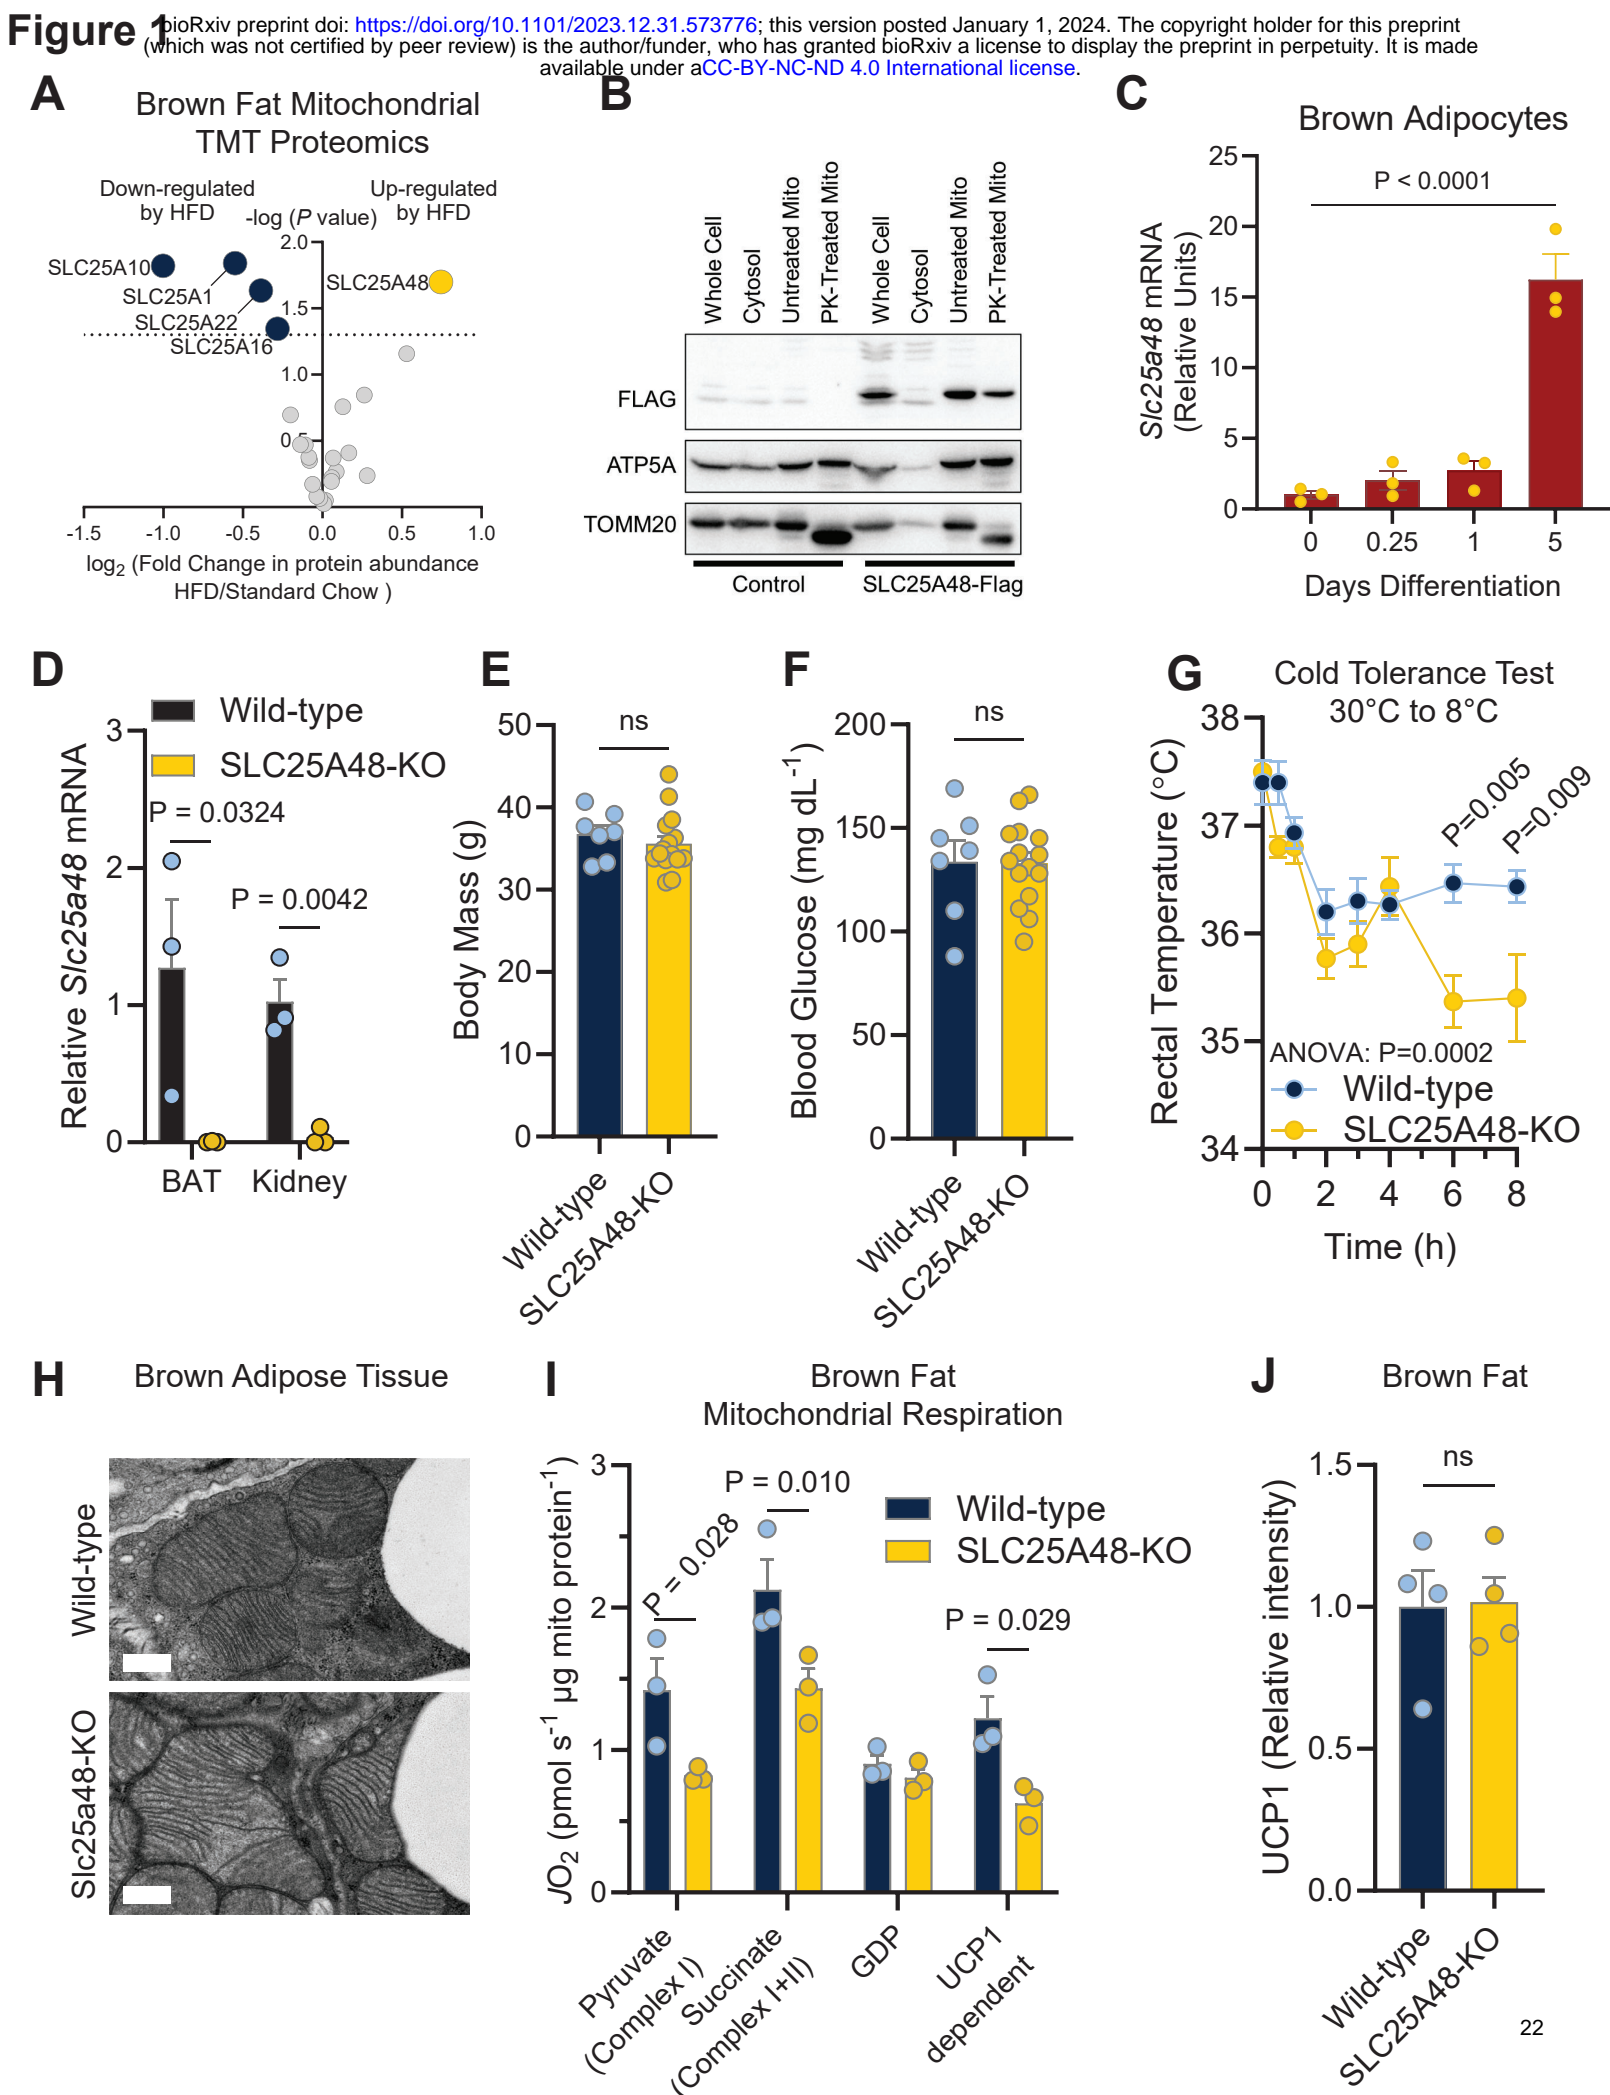 Figure 1
bioRxiv preprint doi: https://doi.org/10.1101/2023.12.31.573776; this version posted January 1, 2024. The copyright holder for this preprint
(which was not certified by peer review) is the author/funder, who has granted bioRxiv a license to display the preprint in perpetuity. It is made
available under aCC-BY-NC-ND 4.0 International license.
A
Brown Fat Mitochondrial
TMT Proteomics
Down-regulated
by HFD
Up-regulated
by HFD
-log (P value)
2.0
1.5
1.0
0.5
SLC25A10
SLC25A1
SLC25A22
SLC25A16
SLC25A48
-1.5 -1.0 -0.5 0.0 0.5 1.0
log2 (Fold Change in protein abundance
HFD/Standard Chow )
B
Whole Cell
Cytosol
Untreated Mito
PK-Treated Mito
Whole Cell
Cytosol
Untreated Mito
PK-Treated Mito
FLAG
ATP5A
TOMM20
Control
SLC25A48-Flag
C
Brown Adipocytes
Slc25a48 mRNA
(Relative Units)
25
20
15
10
5
0
P < 0.0001
0 0.25 1 5
Days Differentiation
D
Wild-type
SLC25A48-KO
Relative Slc25a48 mRNA
3
2
1
0
P = 0.0324
P = 0.0042
BAT Kidney
E
Body Mass (g)
50
40
30
20
10
0
ns
Wild-type
SLC25A48-KO
F
Blood Glucose (mg dL-1)
200
150
100
50
0
ns
Wild-type
SLC25A48-KO
G
Cold Tolerance Test
30°C to 8°C
Rectal Temperature (°C)
38
37
36
35
34
P=0.005
P=0.009
ANOVA: P=0.0002
Wild-type
SLC25A48-KO
0 2 4 6 8
Time (h)
H
Brown Adipose Tissue
Wild-type
Slc25a48-KO
I
Brown Fat
Mitochondrial Respiration
JO2 (pmol s-1 µg mito protein-1)
3
2
1
0
P = 0.028
P = 0.010
P = 0.029
Wild-type
SLC25A48-KO
Pyruvate
(Complex I)
Succinate
(Complex I+II)
GDP
UCP1
dependent
J
Brown Fat
UCP1 (Relative intensity)
1.5
1.0
0.5
0.0
ns
Wild-type
SLC25A48-KO
22